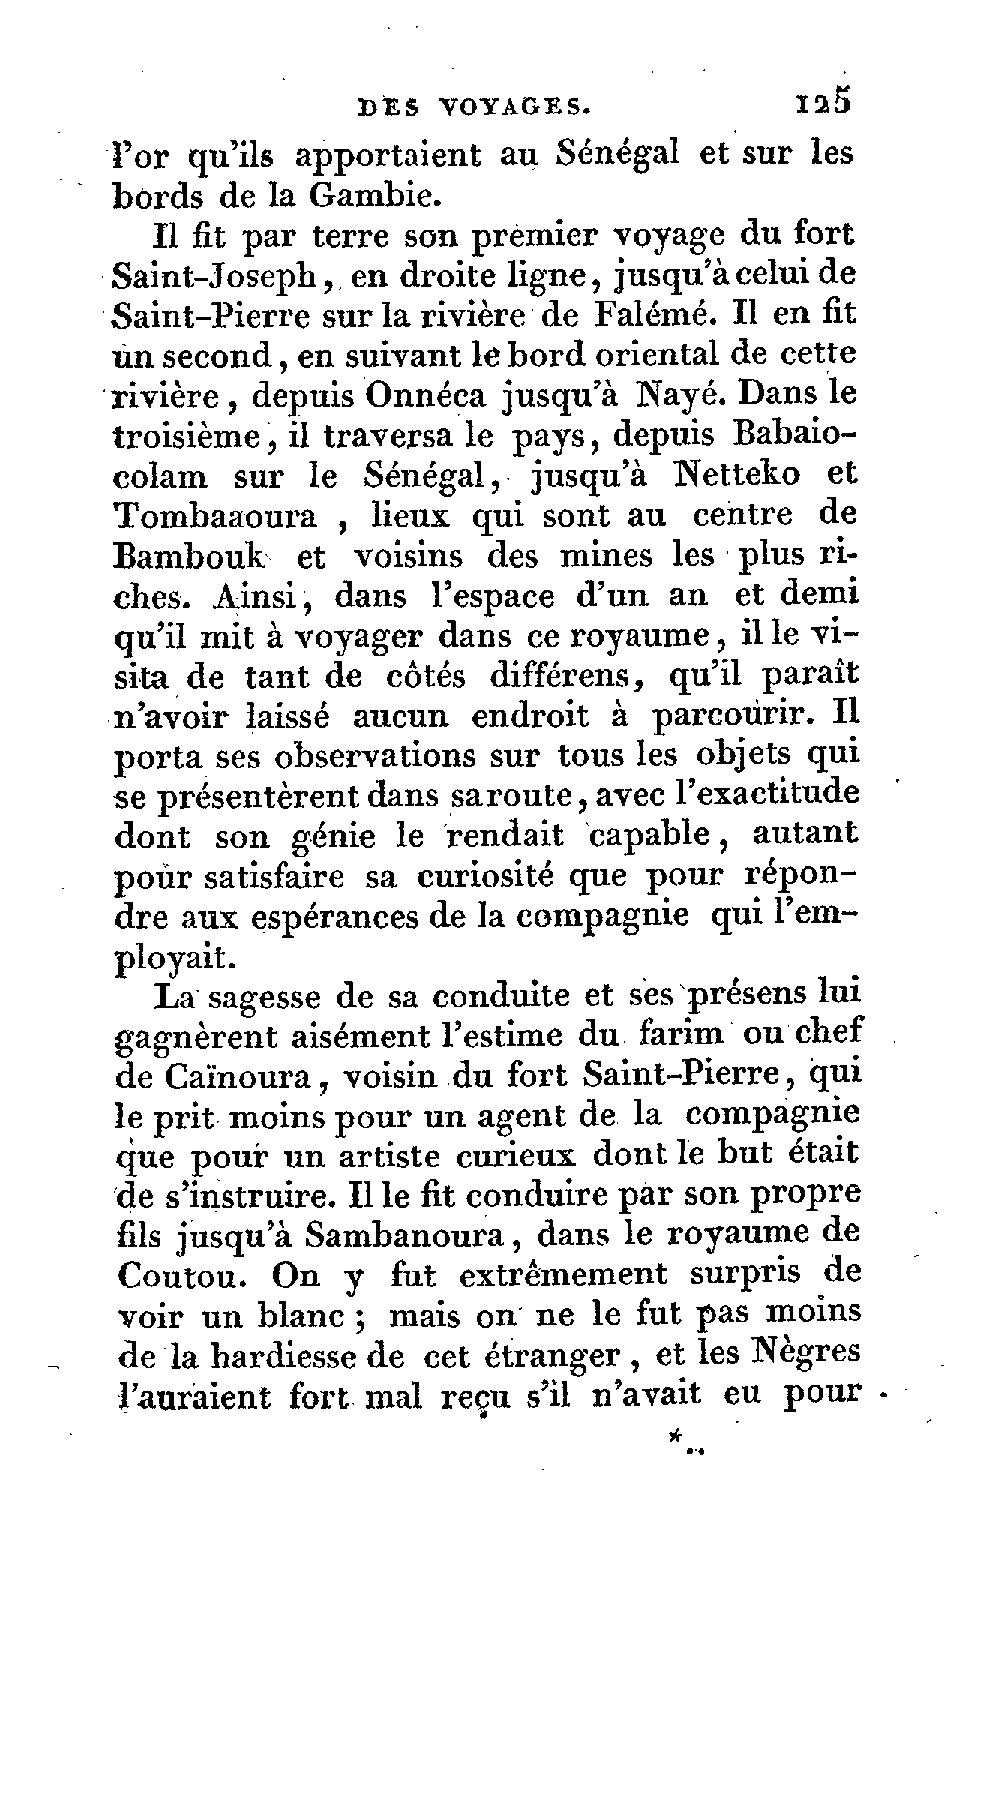 DES VOYAGES. 125
l'or qu'ils apportaient au Sénégal et sur les
bords de la Gambie.
Il fit par terre son premier voyage du fort
Saint-Joseph, en droite ligne, jusqu'à celui de
Saint-Pierre sur la rivière de Falémé. Il en fit
un second, en suivant le bord oriental de cette
rivière, depuis Onnéca jusqu'à Nayé. Dans le
troisième, il traversa le pays, depuis Babaio-
colam sur le Sénégal, jusqu'à Netteko et
Tombaaoura, lieux qui sont au centre de
Bambouk et voisins des mines les plus ri-
ches. Ainsi, dans l'espace d'un an et demi
qu'il mit à voyager dans ce royaume, il le vi-
sita de tant de côtés différens, qu'il paraît
n'avoir laissé aucun endroit à parcourir. Il
porta ses observations sur tous les objets qui
se présentèrent dans sa route, avec l'exactitude
dont son génie le rendait capable, autant
pour satisfaire sa curiosité que pour répon-
dre aux espérances de la compagnie qui l'em-
ployait.
La sagesse de sa conduite et ses présens lui
gagnèrent aisément l'estime du farim ou chef
de Caïnoura, voisin du fort Saint-Pierre, qui
le prit moins pour un agent de la compagnie
que pour un artiste curieux dont le but était
de s'instruire. Il le fit conduire par son propre
fils jusqu'à Sambanoura, dans le royaume de
Coutou. On y fut extrêmement surpris de
voir un blanc ; mais on ne le fut pas moins
de la hardiesse de cet étranger, et les Nègres
l'auraient fort mal reçu s'il n'avait eu pour
*